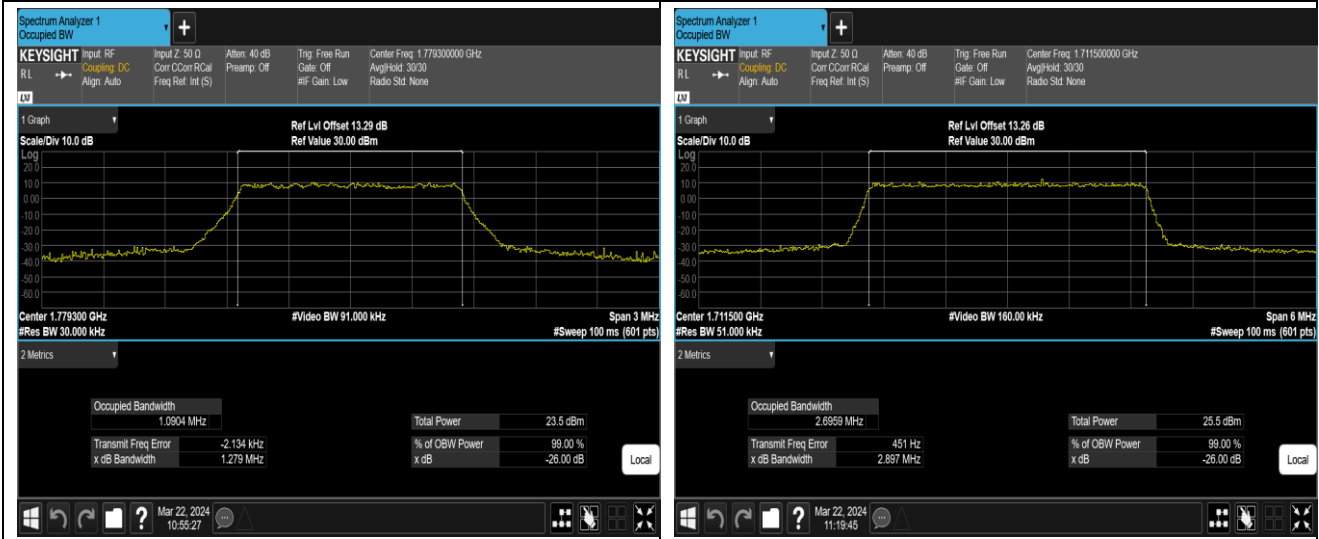 Spectrum Analyzer 1
Occupied BW
+
KEYSIGHT
RL
LXI
Input: RF
Coupling: DC
Align: Auto
Input Z: 50 Ω
Corr CCorr RCal
Freq Ref: Int (S)
Atten: 40 dB
Preamp: Off
Trig: Free Run
Gate: Off
#IF Gain: Low
Center Freq: 1.779300000 GHz
Avg|Hold: 30/30
Radio Std: None
1 Graph
Scale/Div 10.0 dB
Ref Lvl Offset 13.29 dB
Ref Value 30.00 dBm
Log
20.0
10.0
0.00
-10.0
-20.0
-30.0
-40.0
-50.0
-60.0
Center 1.779300 GHz
#Res BW 30.000 kHz
#Video BW 91.000 kHz
Span 3 MHz
#Sweep 100 ms (601 pts)
2 Metrics
Occupied Bandwidth
1.0904 MHz
Transmit Freq Error -2.134 kHz
x dB Bandwidth 1.279 MHz
Total Power 23.5 dBm
% of OBW Power 99.00 %
x dB -26.00 dB
Local
?
Mar 22, 2024
10:55:27
Spectrum Analyzer 1
Occupied BW
+
KEYSIGHT
RL
LXI
Input: RF
Coupling: DC
Align: Auto
Input Z: 50 Ω
Corr CCorr RCal
Freq Ref: Int (S)
Atten: 40 dB
Preamp: Off
Trig: Free Run
Gate: Off
#IF Gain: Low
Center Freq: 1.711500000 GHz
Avg|Hold: 30/30
Radio Std: None
1 Graph
Scale/Div 10.0 dB
Ref Lvl Offset 13.26 dB
Ref Value 30.00 dBm
Log
20.0
10.0
0.00
-10.0
-20.0
-30.0
-40.0
-50.0
-60.0
Center 1.711500 GHz
#Res BW 51.000 kHz
#Video BW 160.00 kHz
Span 6 MHz
#Sweep 100 ms (601 pts)
2 Metrics
Occupied Bandwidth
2.6959 MHz
Transmit Freq Error 451 Hz
x dB Bandwidth 2.897 MHz
Total Power 25.5 dBm
% of OBW Power 99.00 %
x dB -26.00 dB
Local
?
Mar 22, 2024
11:19:45